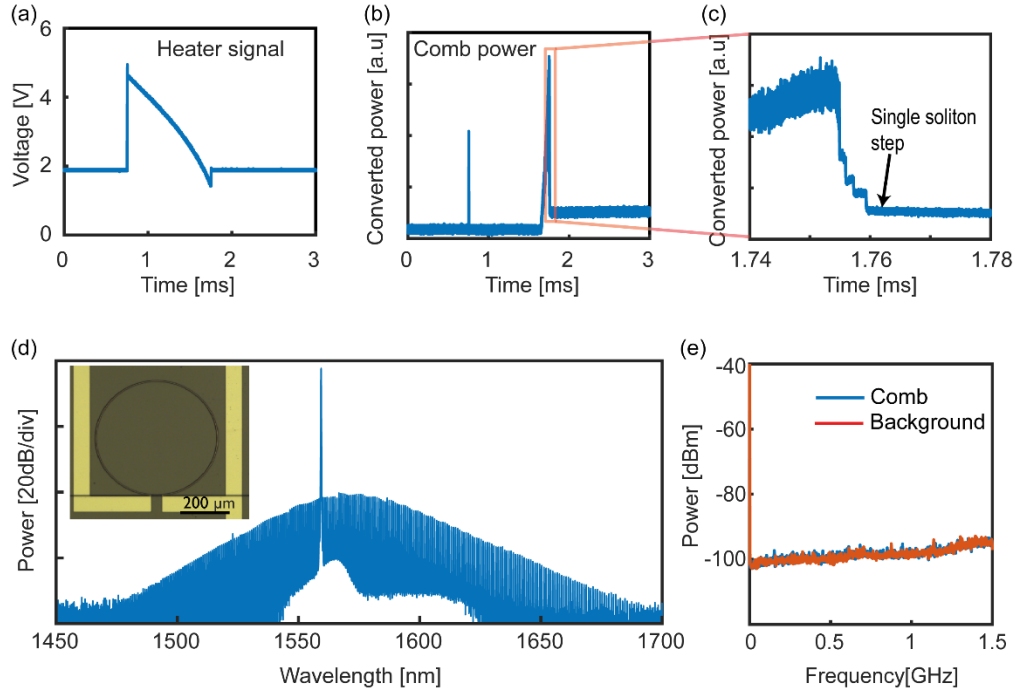 (a)
Voltage [V]
6
4
2
0
Heater signal
0 1 2 3
Time [ms]
(b)
Converted power [a.u]
Comb power
0 1 2 3
Time [ms]
(c)
Converted power [a.u]
Single soliton
step
1.74 1.76 1.78
Time [ms]
(d)
Power [20dB/div]
200 µm
1450 1500 1550 1600 1650 1700
Wavelength [nm]
(e)
Power [dBm]
-40
-60
-80
-100
Comb
Background
0 0.5 1 1.5
Frequency[GHz]